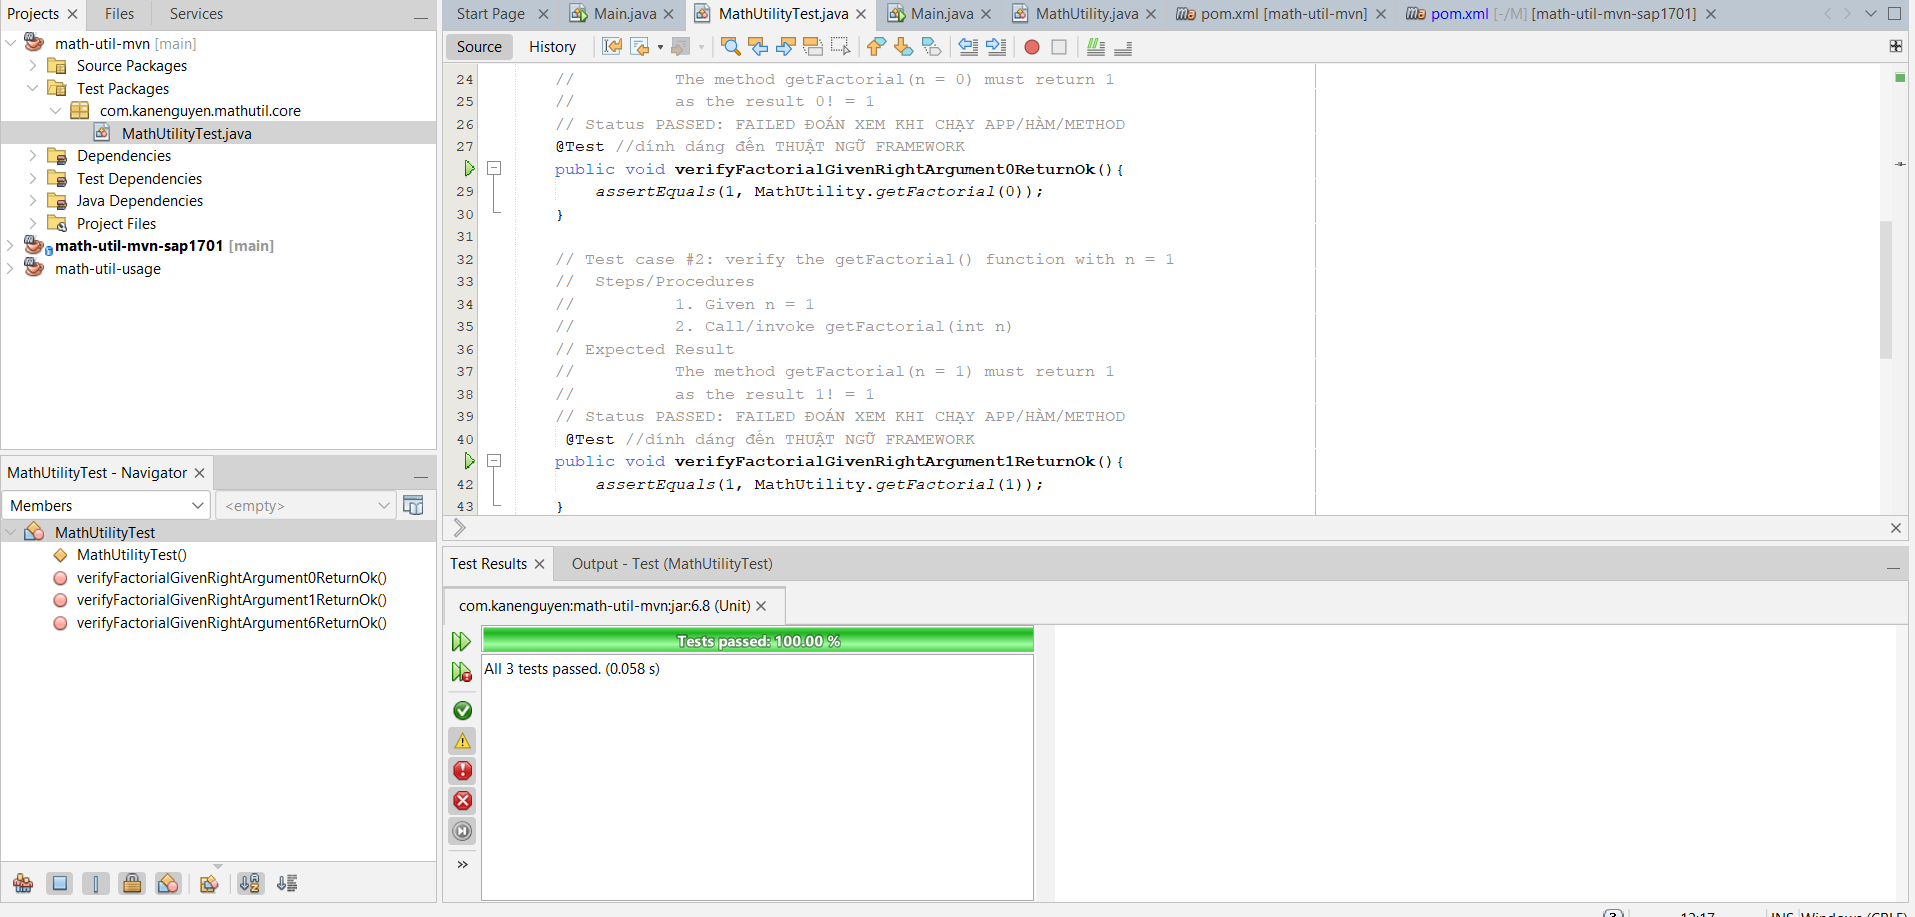 Projects
Files
Services
math-util-mvn [main]
Source Packages
Test Packages
com.kanenguyen.mathutil.core
MathUtilityTest.java
Dependencies
Test Dependencies
Java Dependencies
Project Files
math-util-mvn-sap1701 [main]
math-util-usage
MathUtilityTest - Navigator
Members
<empty>
MathUtilityTest
MathUtilityTest()
verifyFactorialGivenRightArgument0ReturnOk()
verifyFactorialGivenRightArgument1ReturnOk()
verifyFactorialGivenRightArgument6ReturnOk()
Start Page
Main.java
MathUtilityTest.java
Main.java
MathUtility.java
pom.xml [math-util-mvn]
pom.xml [-/M] [math-util-mvn-sap1701]
Source
History
24 // The method getFactorial(n = 0) must return 1
25 // as the result 0! = 1
26 // Status PASSED: FAILED ĐOÁN XEM KHI CHẠY APP/HÀM/METHOD
27 @Test //dính dáng đến THUẬT NGỮ FRAMEWORK
public void verifyFactorialGivenRightArgument0ReturnOk(){
29 assertEquals(1, MathUtility.getFactorial(0));
30 }
31
32 // Test case #2: verify the getFactorial() function with n = 1
33 // Steps/Procedures
34 // 1. Given n = 1
35 // 2. Call/invoke getFactorial(int n)
36 // Expected Result
37 // The method getFactorial(n = 1) must return 1
38 // as the result 1! = 1
39 // Status PASSED: FAILED ĐOÁN XEM KHI CHẠY APP/HÀM/METHOD
40 @Test //dính dáng đến THUẬT NGỮ FRAMEWORK
public void verifyFactorialGivenRightArgument1ReturnOk(){
42 assertEquals(1, MathUtility.getFactorial(1));
43 }
Test Results
Output - Test (MathUtilityTest)
com.kanenguyen:math-util-mvn:jar:6.8 (Unit)
Tests passed: 100.00 %
All 3 tests passed. (0.058 s)